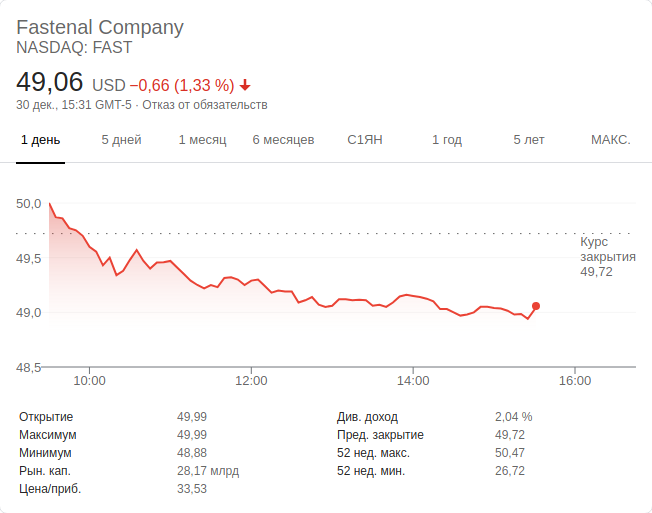 Fastenal Company
NASDAQ: FAST
49,06 USD −0,66 (1,33 %)
30 дек., 15:31 GMT-5 · Отказ от обязательств
1 день 5 дней 1 месяц 6 месяцев С1ЯН 1 год 5 лет МАКС.
50,0
Курс
закрытия
49,72
49,5
49,0
48,5
10:00 12:00 14:00 16:00
Открытие 49,99 Див. доход 2,04 %
Максимум 49,99 Пред. закрытие 49,72
Минимум 48,88 52 нед. макс. 50,47
Рын. кап. 28,17 млрд 52 нед. мин. 26,72
Цена/приб. 33,53